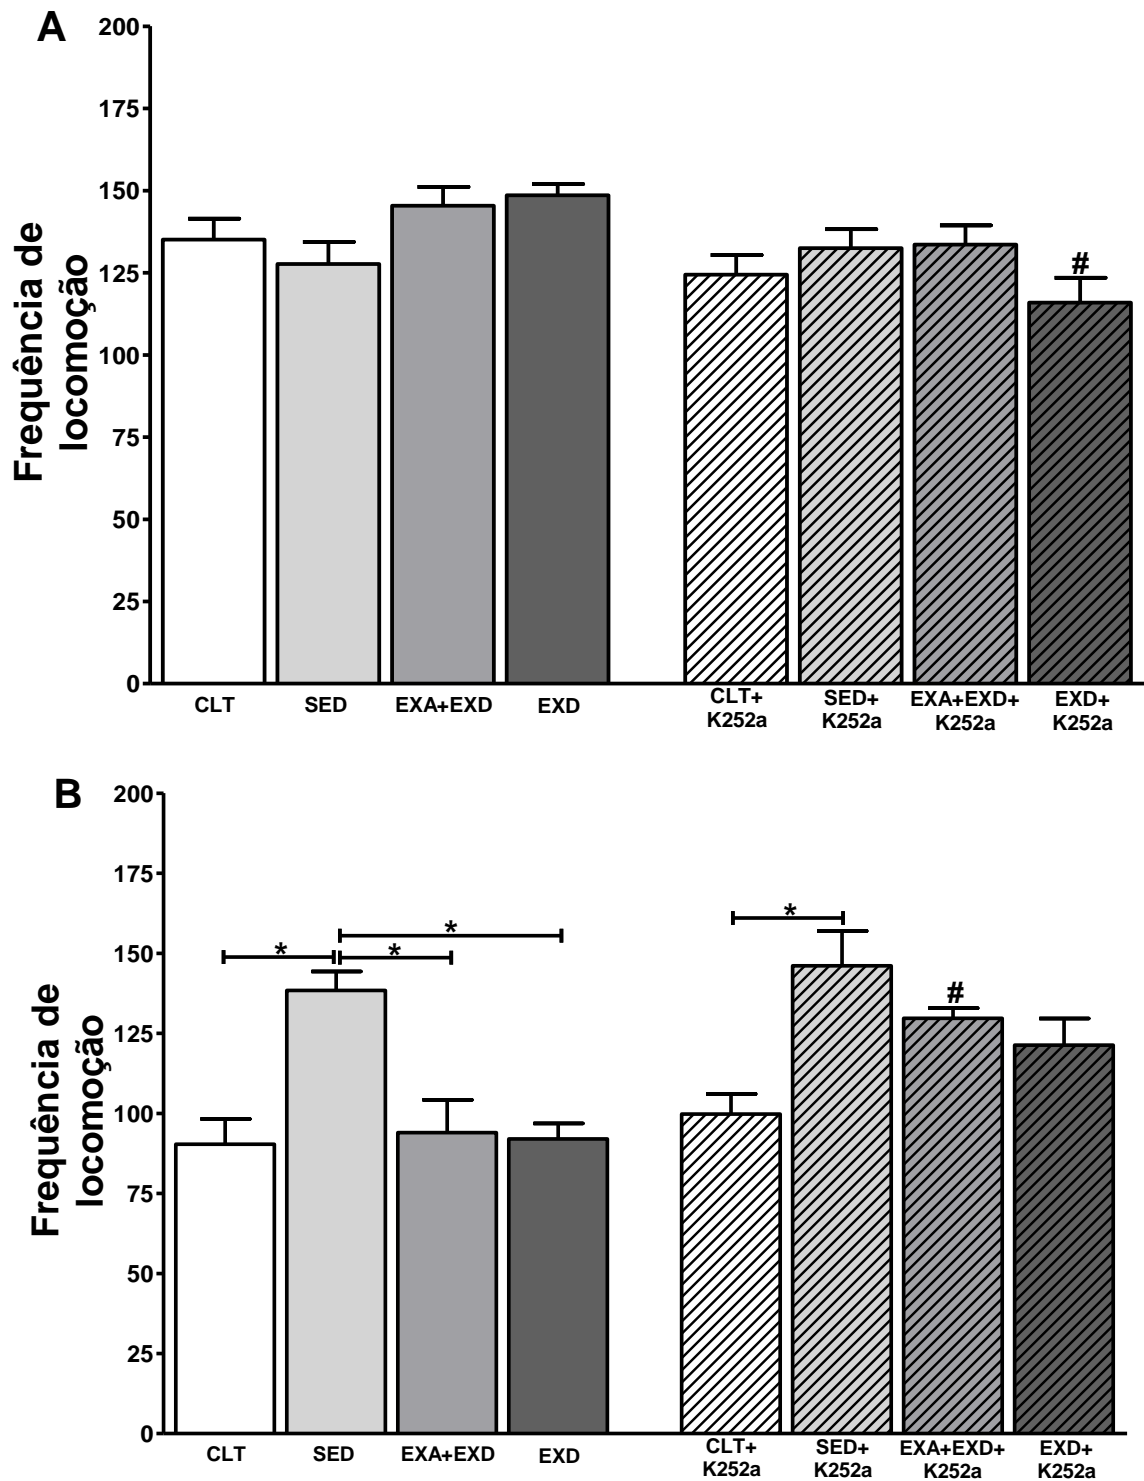 A
200
175
150
125
100
75
50
25
0
Frequência de
locomoção
#
CLT
SED
EXA+EXD
EXD
CLT+
K252a
SED+
K252a
EXA+EXD+
K252a
EXD+
K252a
B
200
175
150
125
100
75
50
25
0
Frequência de
locomoção
*
*
*
*
#
CLT
SED
EXA+EXD
EXD
CLT+
K252a
SED+
K252a
EXA+EXD+
K252a
EXD+
K252a